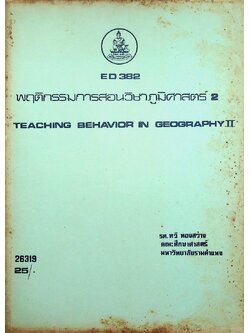 ED 382
พฤติกรรมการสอนวิชาภูมิศาสตร์ 2
TEACHING BEHAVIOR IN GEOGRAPHY II
รศ. ทวี ทองสว่าง
คณะศึกษาศาสตร์
มหาวิทยาลัยรามคำแหง
26319
25/.